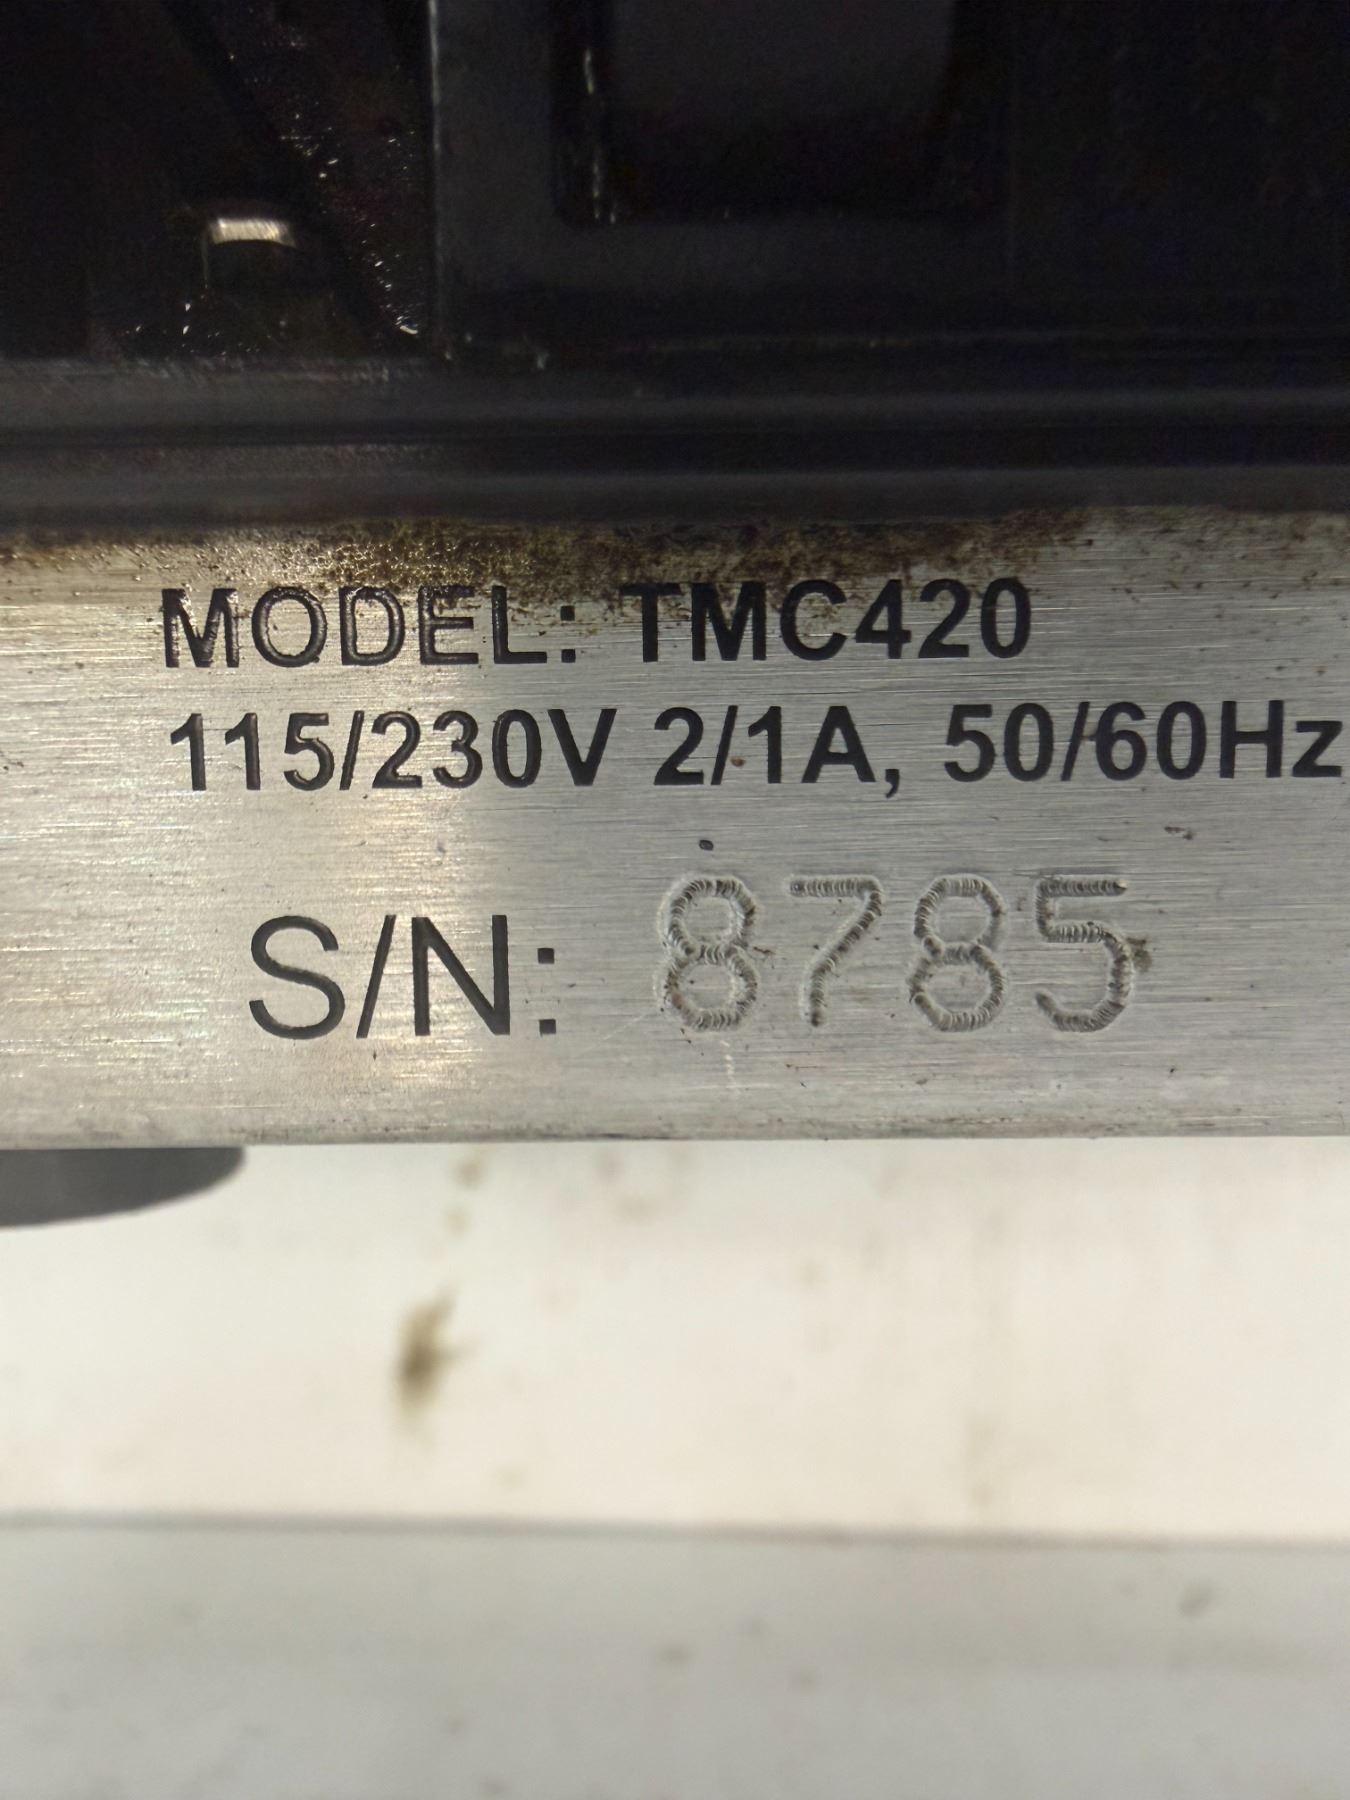 MODEL: TMC420
115/230V 2/1A, 50/60Hz
S/N: 8785